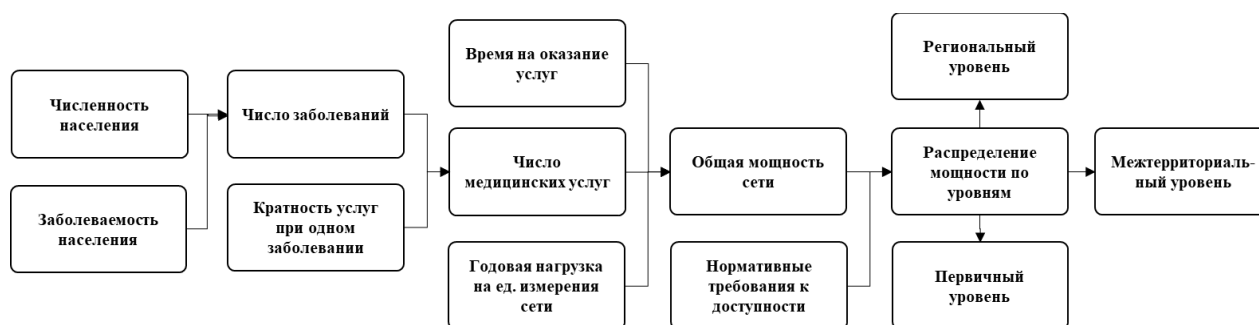 Численность
населения
Заболеваемость
населения
Число заболеваний
Кратность услуг
при одном
заболевании
Время на оказание
услуг
Число
медицинских услуг
Годовая нагрузка
на ед. измерения
сети
Общая мощность
сети
Нормативные
требования к
доступности
Региональный
уровень
Распределение
мощности по
уровням
Первичный
уровень
Межтерриториаль-
ный уровень